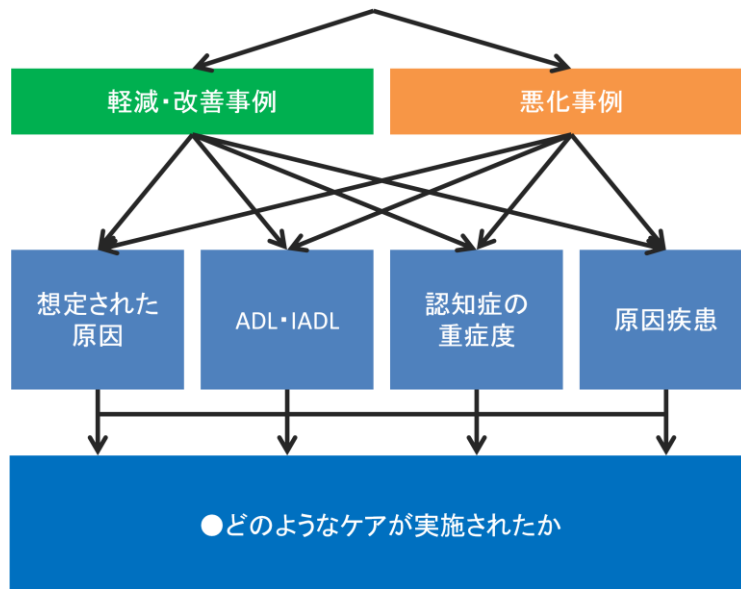 軽減・改善事例
悪化事例
想定された
原因
ADL・IADL
認知症の
重症度
原因疾患
●どのようなケアが実施されたか